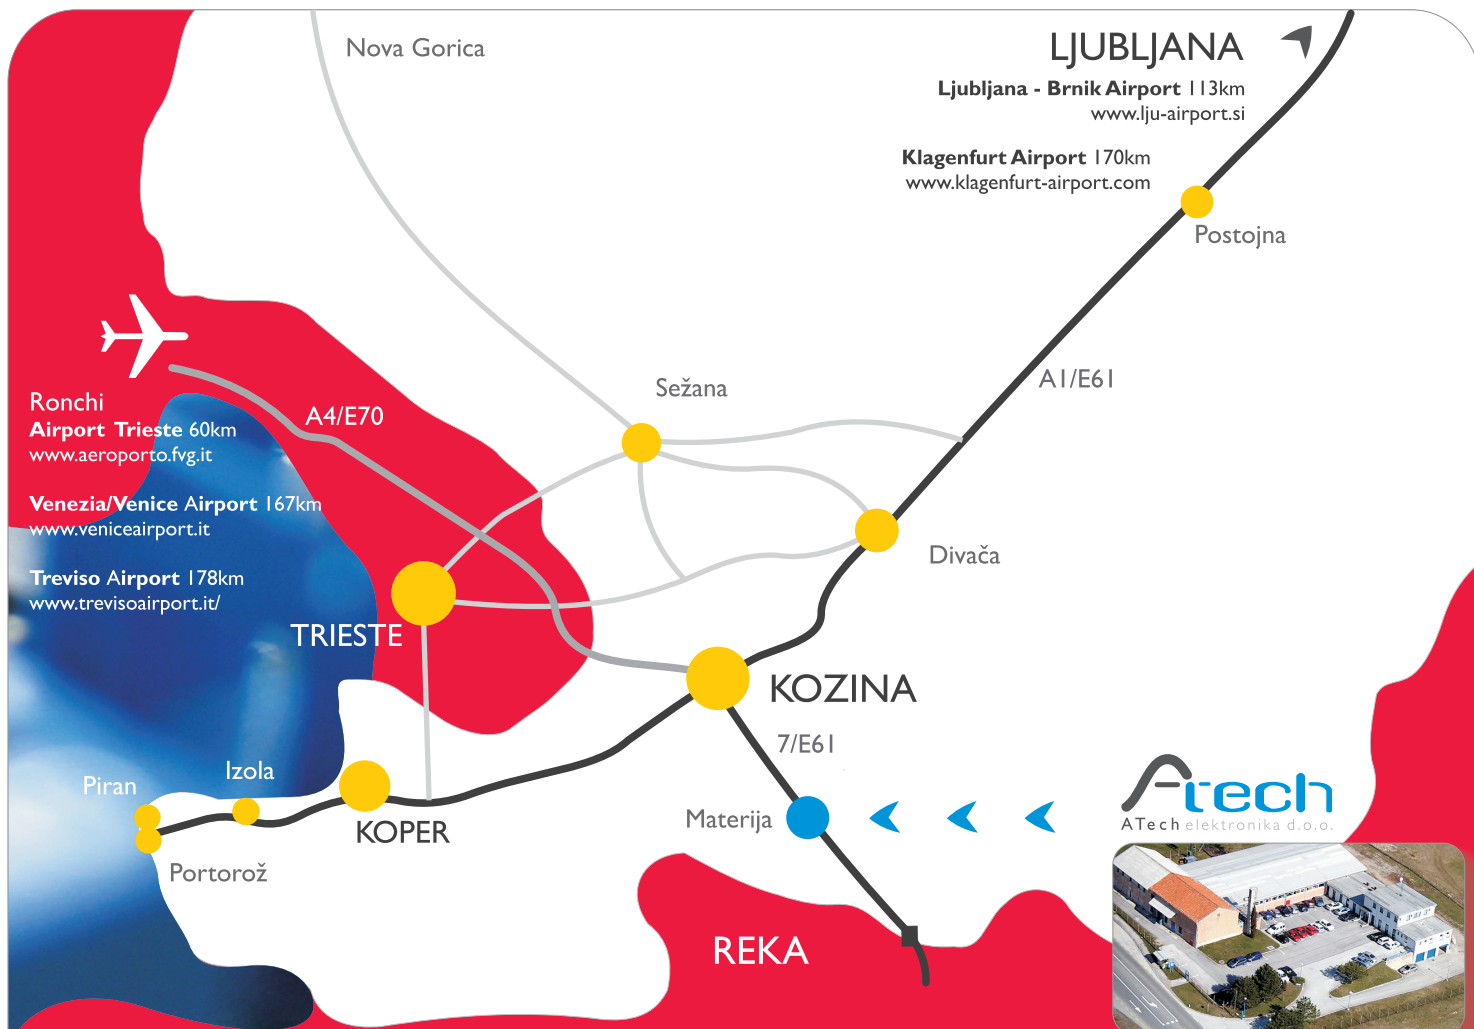 Nova Gorica
LJUBLJANA
Ljubljana - Brnik Airport 113km
www.lju-airport.si
Klagenfurt Airport 170km
www.klagenfurt-airport.com
Postojna
A1/E61
Sežana
Ronchi
Airport Trieste 60km
www.aeroporto.fvg.it
A4/E70
Venezia/Venice Airport 167km
www.veniceairport.it
Treviso Airport 178km
www.trevisoairport.it/
Divača
TRIESTE
KOZINA
7/E61
Izola
Piran
KOPER
Portorož
Materija
Atech
ATech elektronika d.o.o.
REKA